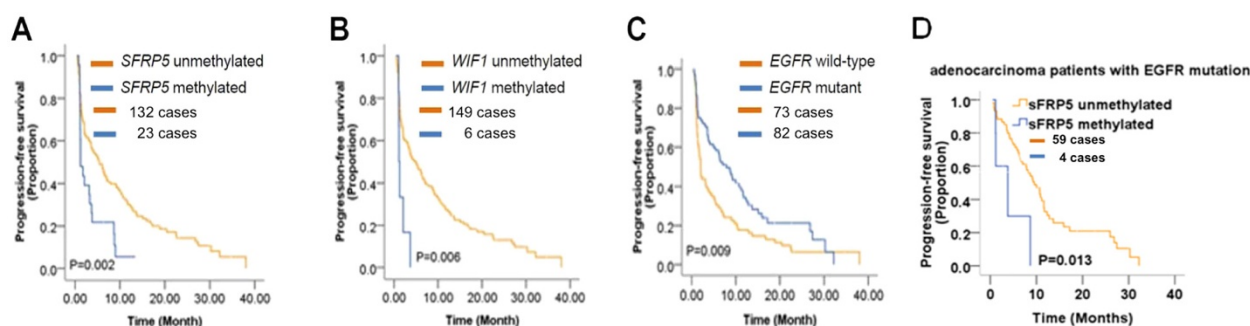 A
SFRP5 unmethylated
SFRP5 methylated
132 cases
23 cases
Progression-free survival
(Proportion)
1.0
0.8
0.6
0.4
0.2
0.0
P=0.002
0.00 10.00 20.00 30.00 40.00
Time (Month)
B
WIF1 unmethylated
WIF1 methylated
149 cases
6 cases
Progression-free survival
(Proportion)
1.0
0.8
0.6
0.4
0.2
0.0
P=0.006
0.00 10.00 20.00 30.00 40.00
Time (Month)
C
EGFR wild-type
EGFR mutant
73 cases
82 cases
Progression-free survival
(Proportion)
1.0
0.8
0.6
0.4
0.2
0.0
P=0.009
0.00 10.00 20.00 30.00 40.00
Time (Month)
D
adenocarcinoma patients with EGFR mutation
sFRP5 unmethylated
sFRP5 methylated
59 cases
4 cases
Progression-free survival
(Proportion)
1.0
0.8
0.6
0.4
0.2
0.0
P=0.013
0 10 20 30 40
Time (Months)